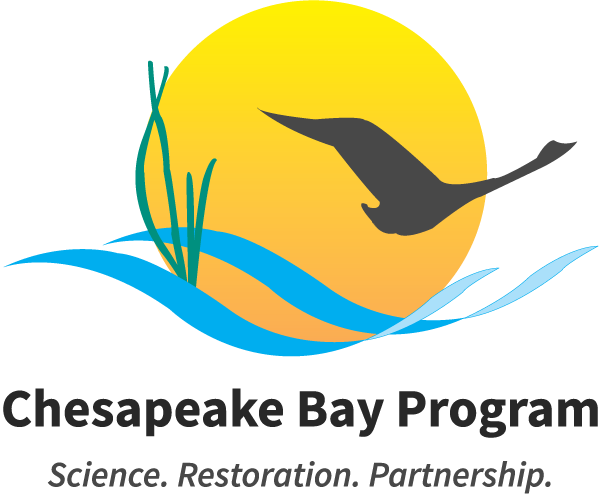 Chesapeake Bay Program
Science. Restoration. Partnership.